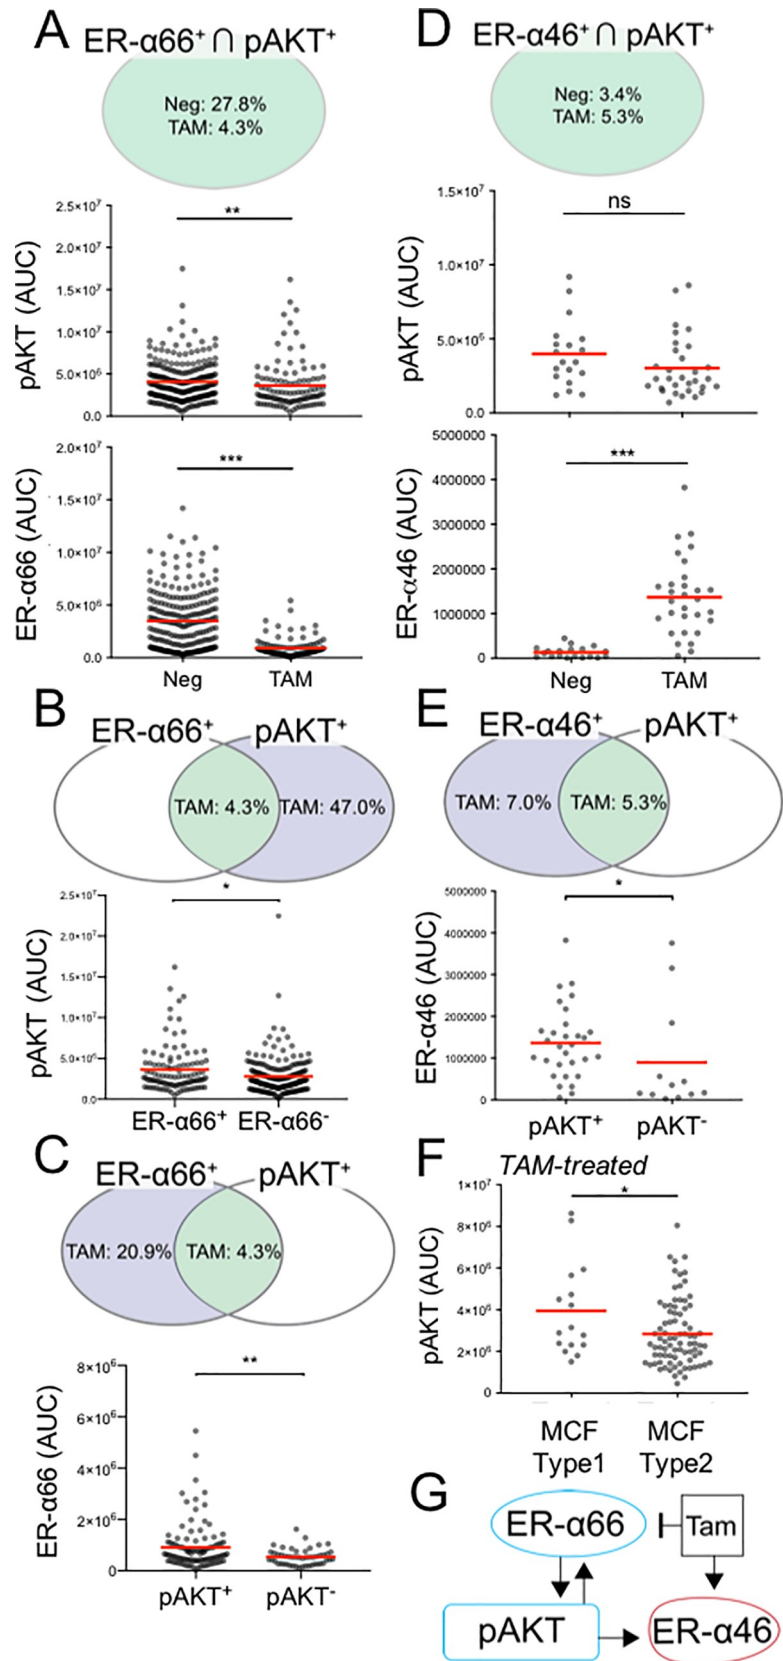 A
ER-α66⁺ ∩ pAKT⁺
Neg: 27.8%
TAM: 4.3%
pAKT (AUC)
2.5×10⁷
2.0×10⁷
1.5×10⁷
1.0×10⁷
5.0×10⁶
0.0
**
ER-α66 (AUC)
2.0×10⁷
1.5×10⁷
1.0×10⁷
5.0×10⁶
0.0
***
Neg TAM
B
ER-α66⁺ pAKT⁺
TAM: 4.3% TAM: 47.0%
pAKT (AUC)
2.5×10⁷
2.0×10⁷
1.5×10⁷
1.0×10⁷
5.0×10⁶
0.0
*
ER-α66⁺ ER-α66⁻
C
ER-α66⁺ pAKT⁺
TAM: 20.9% TAM: 4.3%
ER-α66 (AUC)
8×10⁶
6×10⁶
4×10⁶
2×10⁶
0
**
pAKT⁺ pAKT⁻
D
ER-α46⁺ ∩ pAKT⁺
Neg: 3.4%
TAM: 5.3%
pAKT (AUC)
1.5×10⁷
1.0×10⁷
5.0×10⁶
0.0
ns
ER-α46 (AUC)
5000000
4000000
3000000
2000000
1000000
0
***
Neg TAM
E
ER-α46⁺ pAKT⁺
TAM: 7.0% TAM: 5.3%
ER-α46 (AUC)
5000000
4000000
3000000
2000000
1000000
0
*
pAKT⁺ pAKT⁻
F
TAM-treated
pAKT (AUC)
1×10⁷
8×10⁶
6×10⁶
4×10⁶
2×10⁶
0
*
MCF MCF
Type1 Type2
G
ER-α66 Tam
pAKT ER-α46